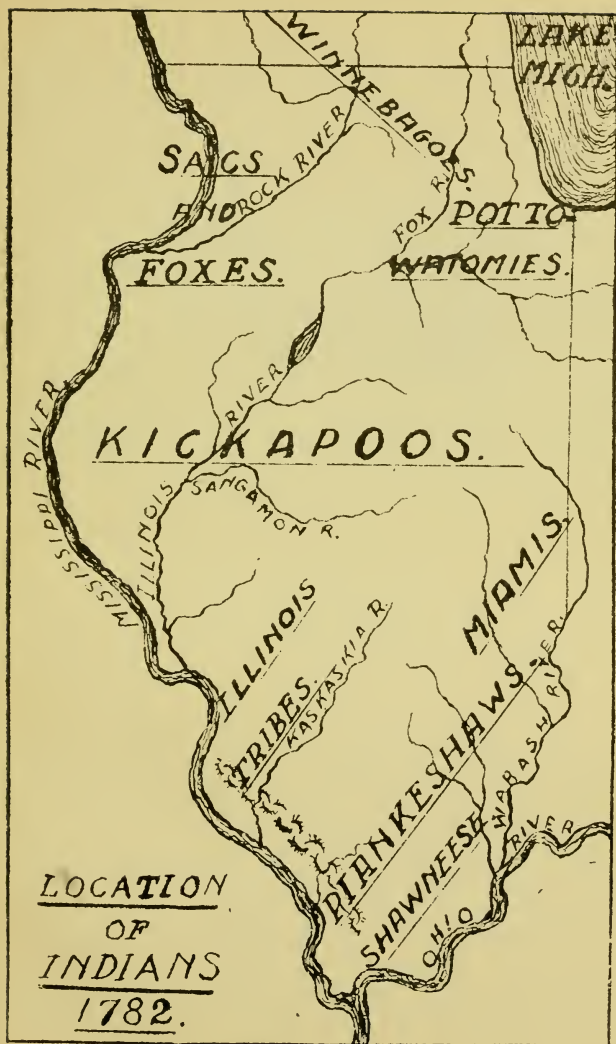 LAKE
MICH.
WINNEBAGOES.
SACS
AND
FOXES.
ROCK RIVER
FOX R.
POTTO-
WATOMIES.
MISSISSIPPI RIVER.
ILLINOIS RIVER
KICKAPOOS.
SANGAMON R.
ILLINOIS
TRIBES.
KASKASKIA R.
MIAMIS.
PIANKESHAWS.
WABASH RIVER.
SHAWNEESE
OHIO RIVER
LOCATION
OF
INDIANS
1782.